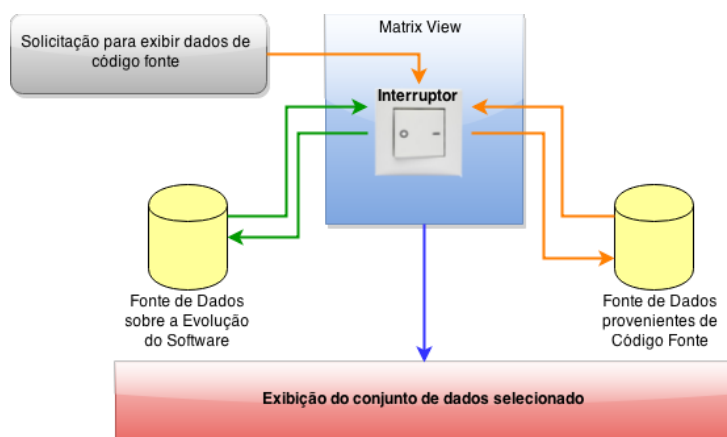 Solicitação para exibir dados de
código fonte
Matrix View
Interruptor
Fonte de Dados
sobre a Evolução
do Software
Fonte de Dados
provenientes de
Código Fonte
Exibição do conjunto de dados selecionado